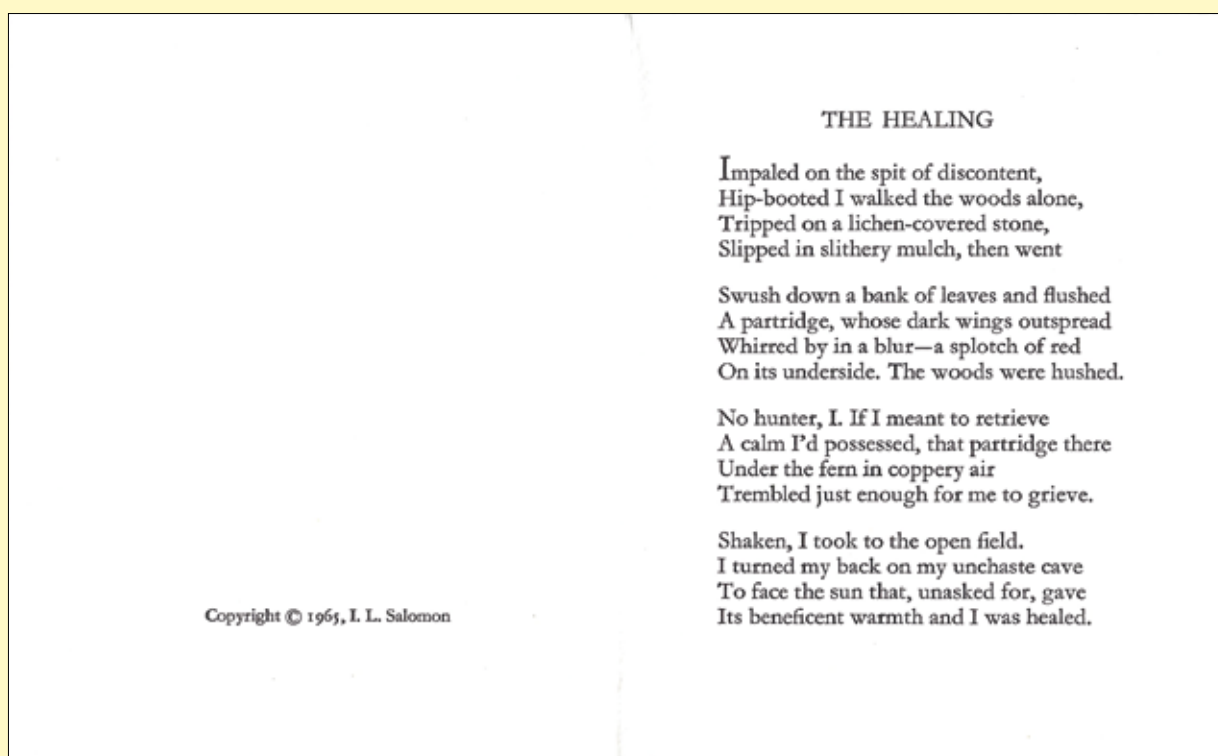 THE HEALING
Impaled on the spit of discontent,
Hip-booted I walked the woods alone,
Tripped on a lichen-covered stone,
Slipped in slithery mulch, then went
Swush down a bank of leaves and flushed
A partridge, whose dark wings outspread
Whirred by in a blur—a splotch of red
On its underside. The woods were hushed.
No hunter, I. If I meant to retrieve
A calm I’d possessed, that partridge there
Under the fern in coppery air
Trembled just enough for me to grieve.
Shaken, I took to the open field.
I turned my back on my unchaste cave
To face the sun that, unasked for, gave
Its beneficent warmth and I was healed.
Copyright © 1965, I. L. Salomon